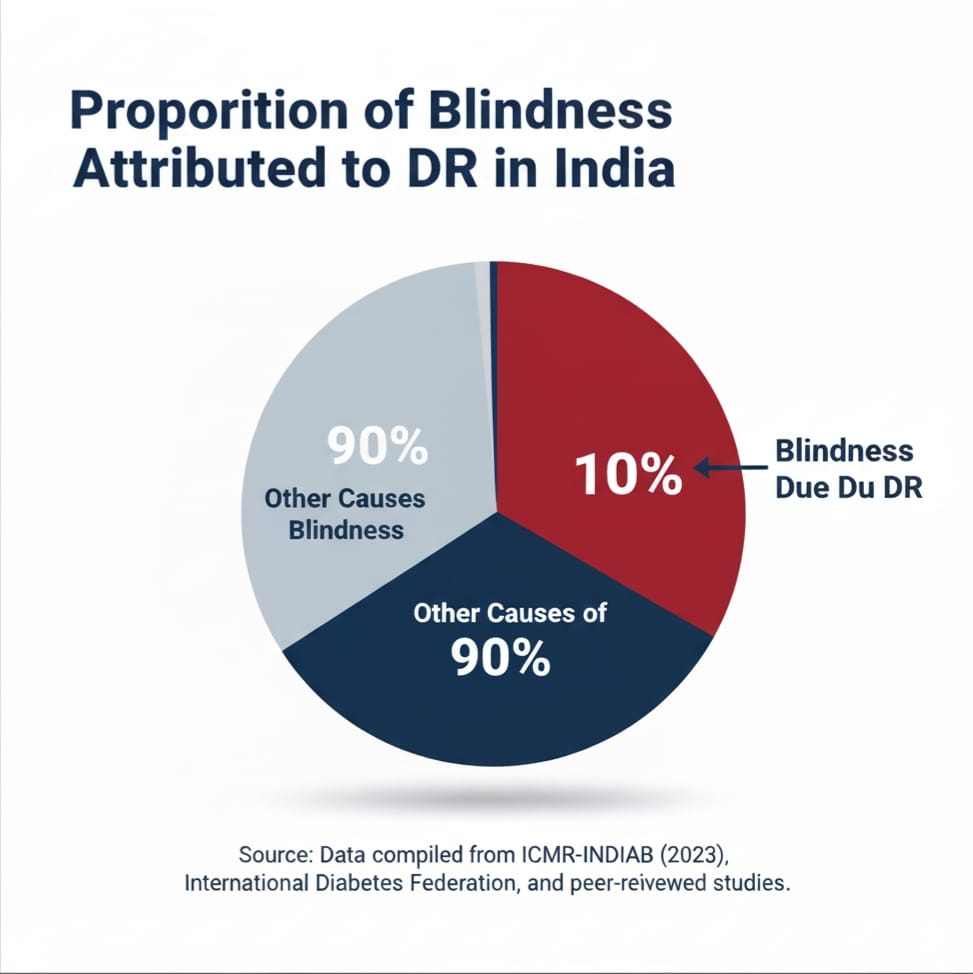 Proporition of Blindness
Attributed to DR in India
90%
Other Causes
Blindness
10%
Blindness
Due Du DR
Other Causes of
90%
Source: Data compiled from ICMR-INDIAB (2023),
International Diabetes Federation, and peer-reivewed studies.